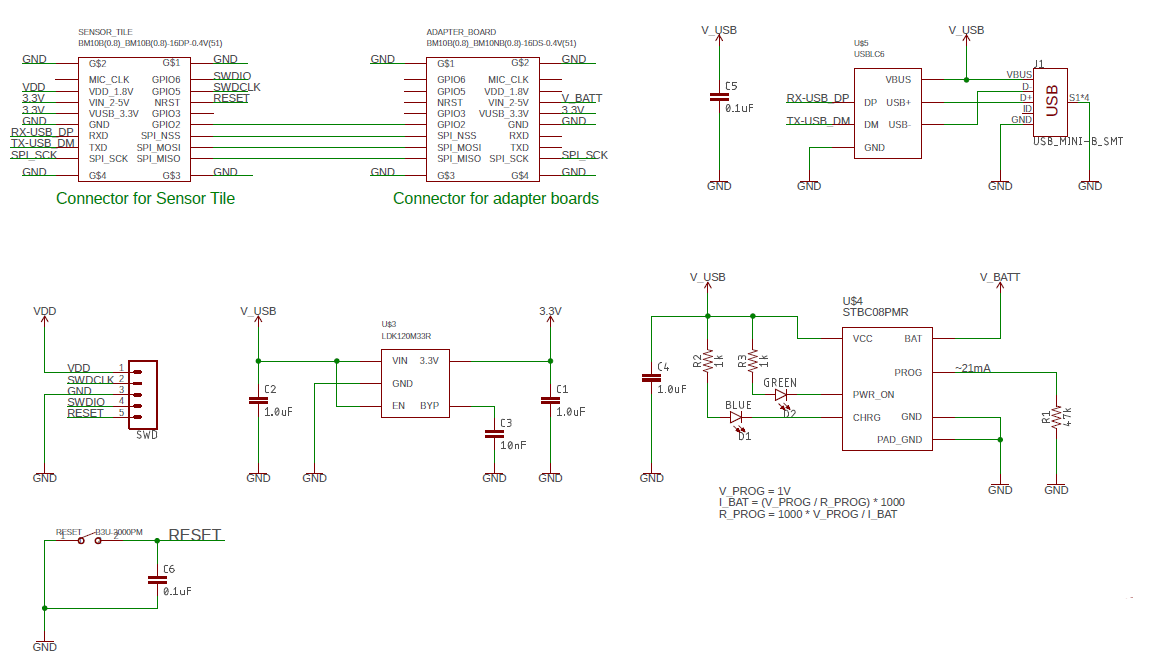 SENSOR_TILE
BM10B(0.8)_BM10B(0.8)-16DP-0.4V(51)
GND G$2 G$1 GND
MIC_CLK GPIO6 SWDIO
VDD VDD_1.8V GPIO5 SWDCLK
3.3V VIN_2-5V NRST RESET
3.3V VUSB_3.3V GPIO3
GND GND GPIO2
RX-USB_DP RXD SPI_NSS
TX-USB_DM TXD SPI_MOSI
SPI_SCK SPI_SCK SPI_MISO
GND G$4 G$3 GND
Connector for Sensor Tile
ADAPTER_BOARD
BM10B(0.8)_BM10NB(0.8)-16DS-0.4V(51)
GND G$1 G$2 GND
GPIO6 MIC_CLK
GPIO5 VDD_1.8V
NRST VIN_2-5V V_BATT
GPIO3 VUSB_3.3V 3.3V
GPIO2 GND GND
SPI_NSS RXD
SPI_MOSI TXD
SPI_MISO SPI_SCK SPI_SCK
GND G$3 G$4 GND
Connector for adapter boards
V_USB
C5
0.1uF
GND
V_USB
U$5
USBLC6
VBUS
RX-USB_DP DP USB+
TX-USB_DM DM USB-
GND
GND
J1
VBUS
D-
D+
ID
GND
USB
S1*4
USB_MINI-B_SMT
GND
GND
VDD
VDD 1
SWDCLK 2
GND 3
SWDIO 4
RESET 5
SWD
GND
V_USB
C2
1.0uF
GND
U$3
LDK120M33R
VIN 3.3V
GND
EN BYP
GND
C3
10nF
GND
3.3V
C1
1.0uF
GND
V_USB
C4
1.0uF
GND
R2
1k
R3
1k
GREEN
D2
BLUE
D1
U$4
STBC08PMR
VCC BAT
PROG
PWR_ON
CHRG GND
PAD_GND
V_BATT
~21mA
R1
47k
GND
GND
V_PROG = 1V
I_BAT = (V_PROG / R_PROG) * 1000
R_PROG = 1000 * V_PROG / I_BAT
RESET B3U-3000PM
1 2
RESET
C6
0.1uF
GND